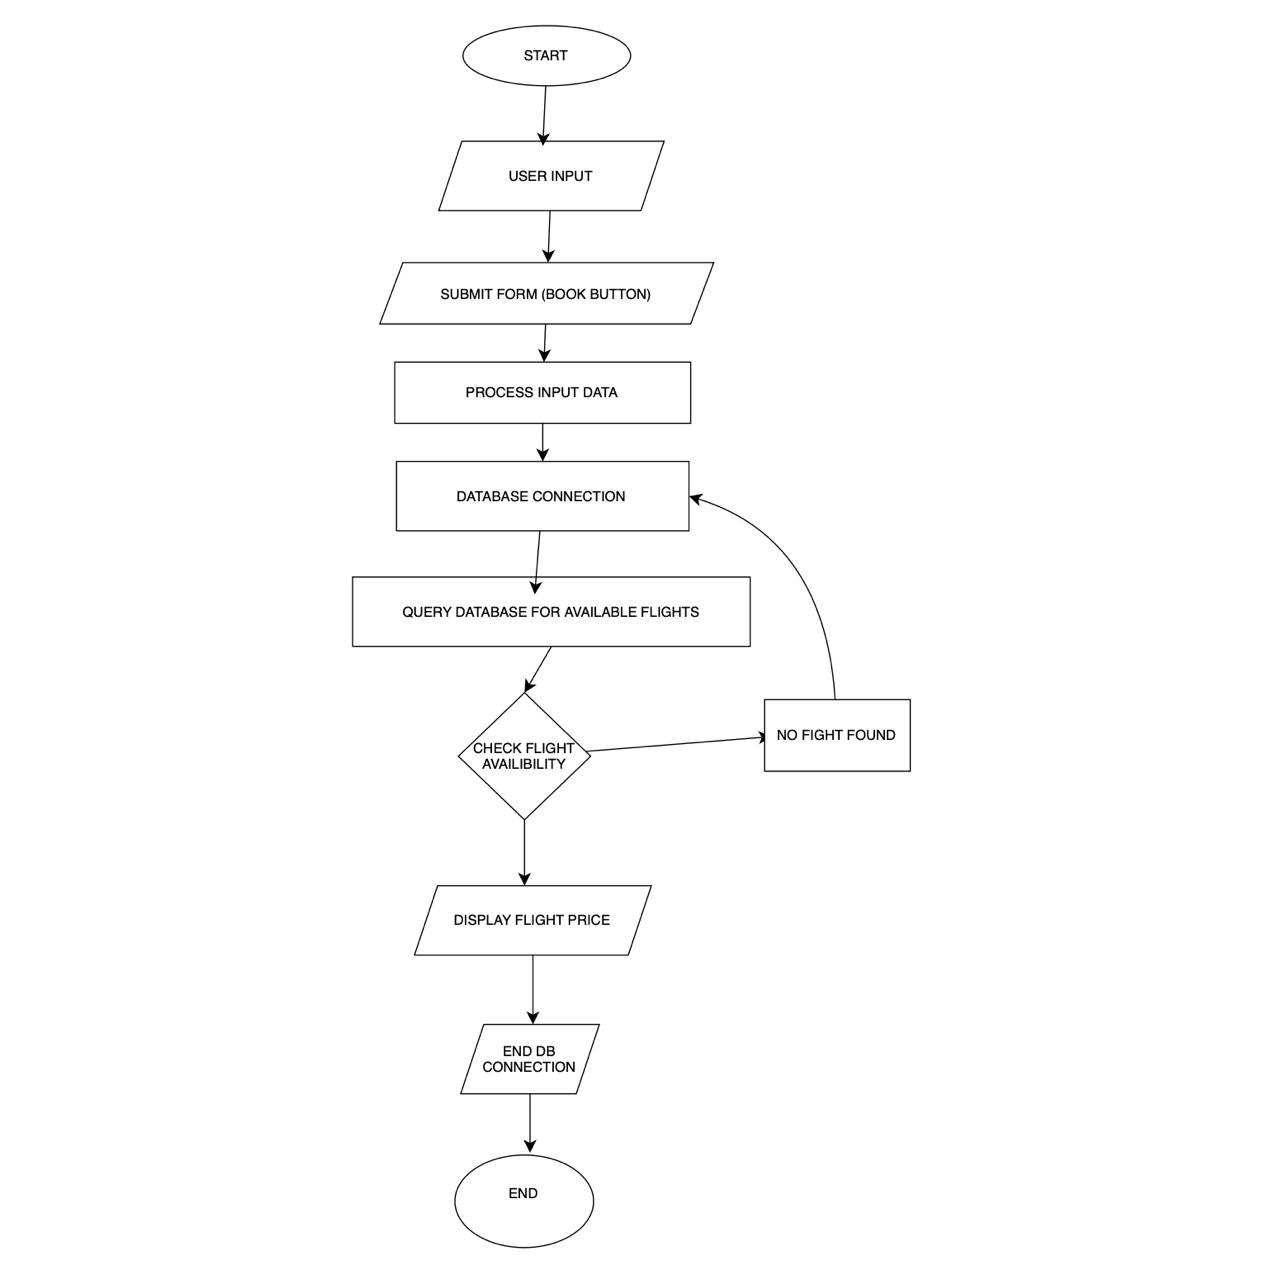 START
USER INPUT
SUBMIT FORM (BOOK BUTTON)
PROCESS INPUT DATA
DATABASE CONNECTION
QUERY DATABASE FOR AVAILABLE FLIGHTS
CHECK FLIGHT
AVAILIBILITY
NO FIGHT FOUND
DISPLAY FLIGHT PRICE
END DB
CONNECTION
END